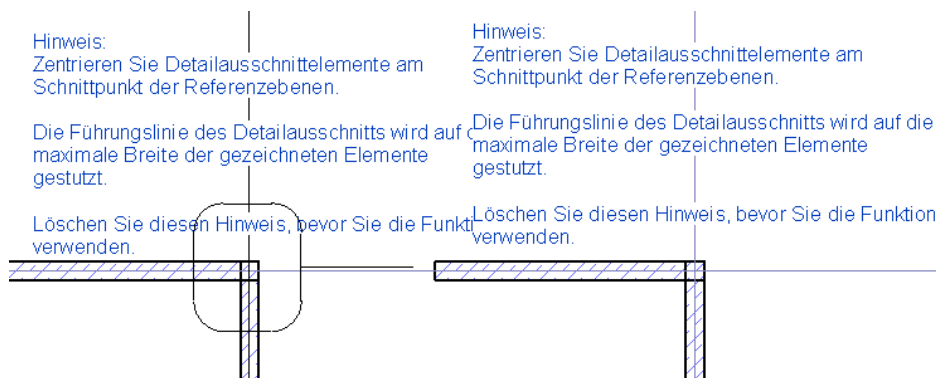 Hinweis:
Zentrieren Sie Detailausschnittelemente am
Schnittpunkt der Referenzebenen.
Die Führungslinie des Detailausschnitts wird auf
maximale Breite der gezeichneten Elemente
gestutzt.
Löschen Sie diesen Hinweis, bevor Sie die Funkti
verwenden.
Hinweis:
Zentrieren Sie Detailausschnittelemente am
Schnittpunkt der Referenzebenen.
Die Führungslinie des Detailausschnitts wird auf die
maximale Breite der gezeichneten Elemente
gestutzt.
Löschen Sie diesen Hinweis, bevor Sie die Funktion
verwenden.